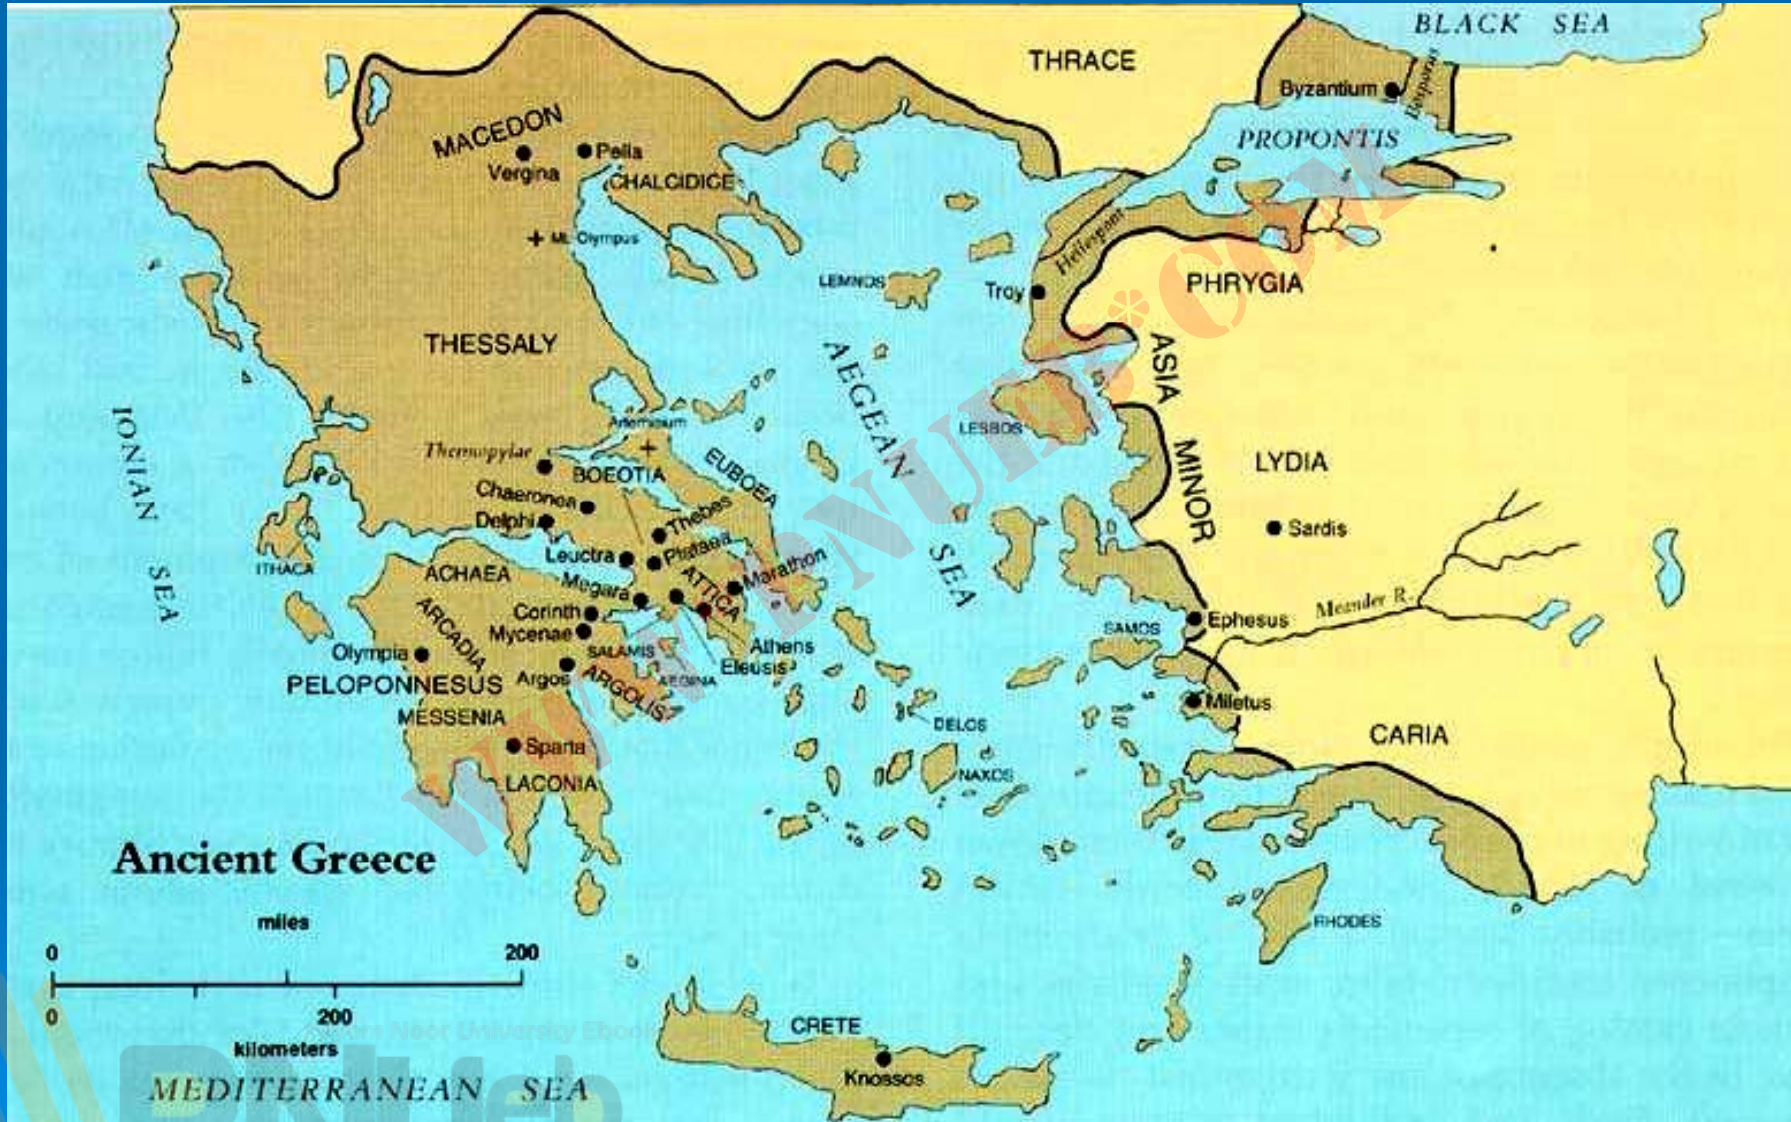 BLACK SEA
THRACE
Byzantium
Bosporus
PROPONTIS
MACEDON
Vergina
Pella
CHALCIDICE
Mt. Olympus
Hellespont
LEMNOS
Troy
PHRYGIA
THESSALY
ASIA MINOR
AEGEAN SEA
IONIAN SEA
LESBOS
Artemisium
Thermopylae
BOEOTIA
EUBOEA
LYDIA
Chaeronea
Delphi
Thebes
Sardis
Leuctra
Plataea
Marathon
ITHACA
ACHAEA
Megara
ATTICA
Meander R.
ARCADIA
Corinth
Mycenae
Ephesus
SAMOS
Olympia
SALAMIS
Athens
Eleusis
PELOPONNESUS
Argos
ARGOLIS
AEGINA
Miletus
MESSENIA
DELOS
CARIA
Sparta
NAXOS
LACONIA
Ancient Greece
miles
0 200
0 200
kilometers
RHODES
CRETE
Knossos
MEDITERRANEAN SEA
WWW.PNUEB*COM